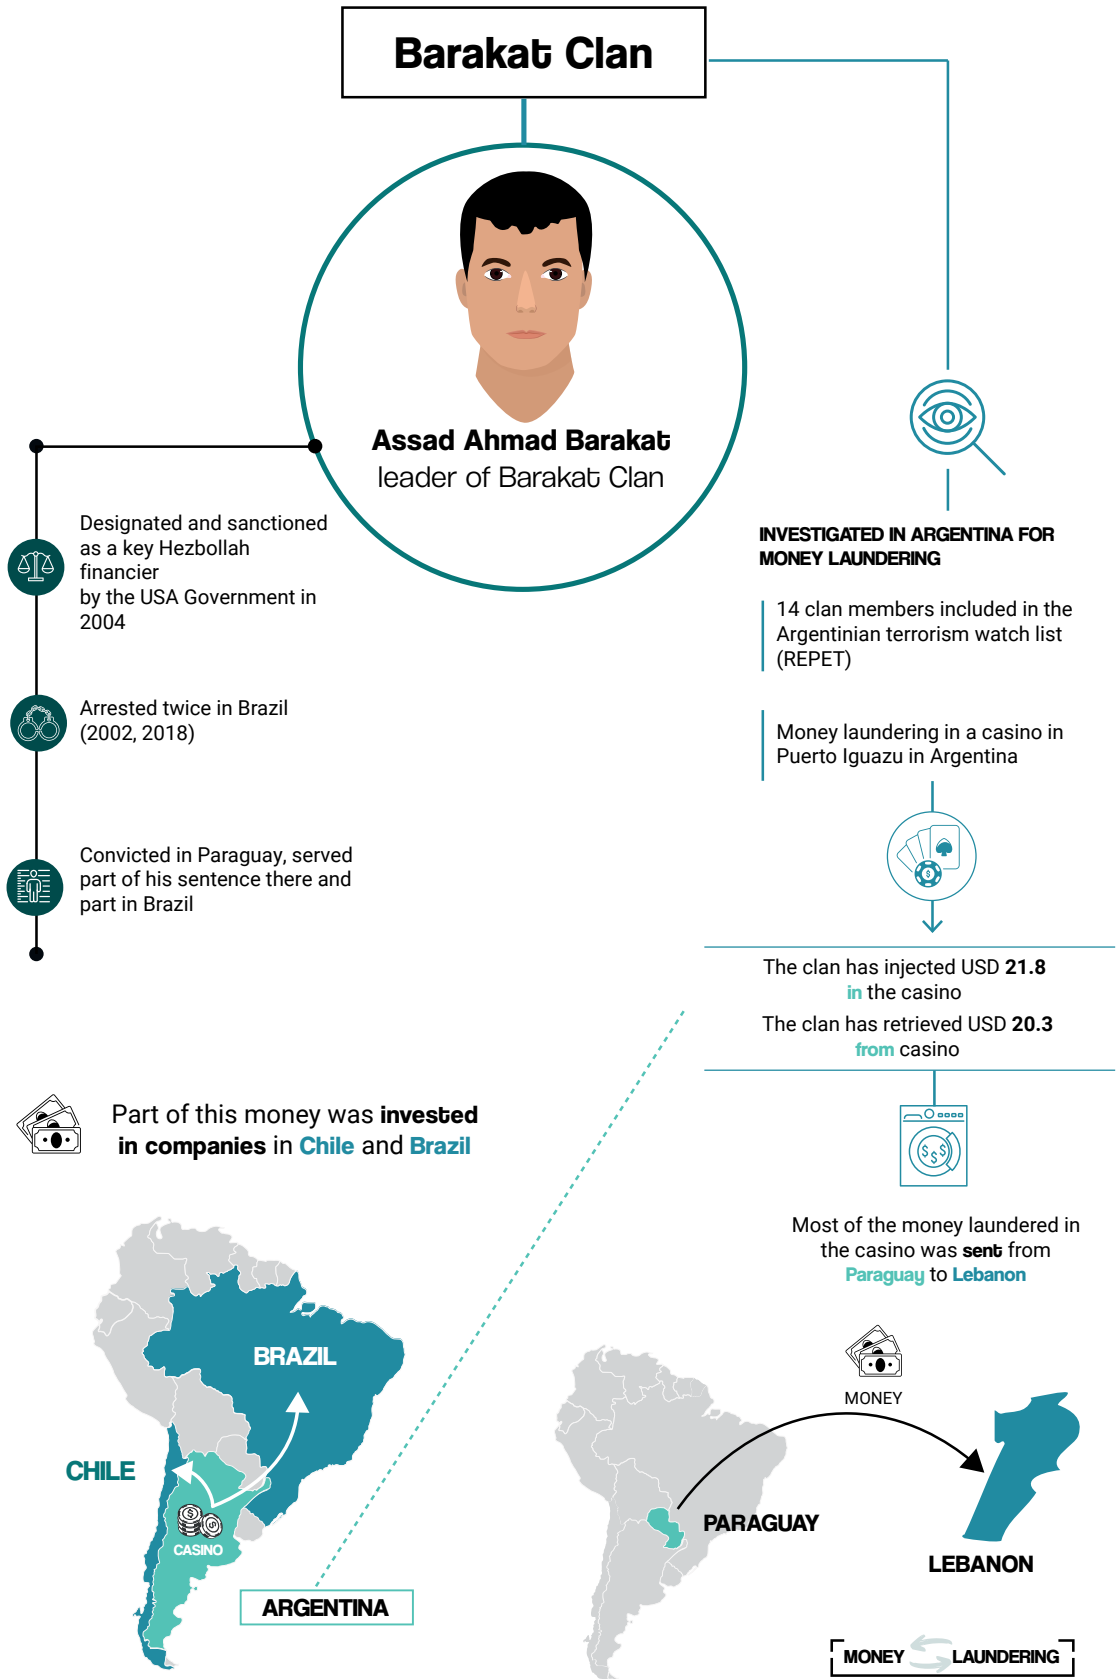 Barakat Clan
Assad Ahmad Barakat
leader of Barakat Clan
Designated and sanctioned
as a key Hezbollah
financier
by the USA Government in
2004
Arrested twice in Brazil
(2002, 2018)
Convicted in Paraguay, served
part of his sentence there and
part in Brazil
INVESTIGATED IN ARGENTINA FOR
MONEY LAUNDERING
14 clan members included in the
Argentinian terrorism watch list
(REPET)
Money laundering in a casino in
Puerto Iguazu in Argentina
The clan has injected USD 21.8
in the casino
The clan has retrieved USD 20.3
from casino
Part of this money was invested
in companies in Chile and Brazil
BRAZIL
CHILE
CASINO
ARGENTINA
Most of the money laundered in
the casino was sent from
Paraguay to Lebanon
MONEY
PARAGUAY
LEBANON
MONEY LAUNDERING